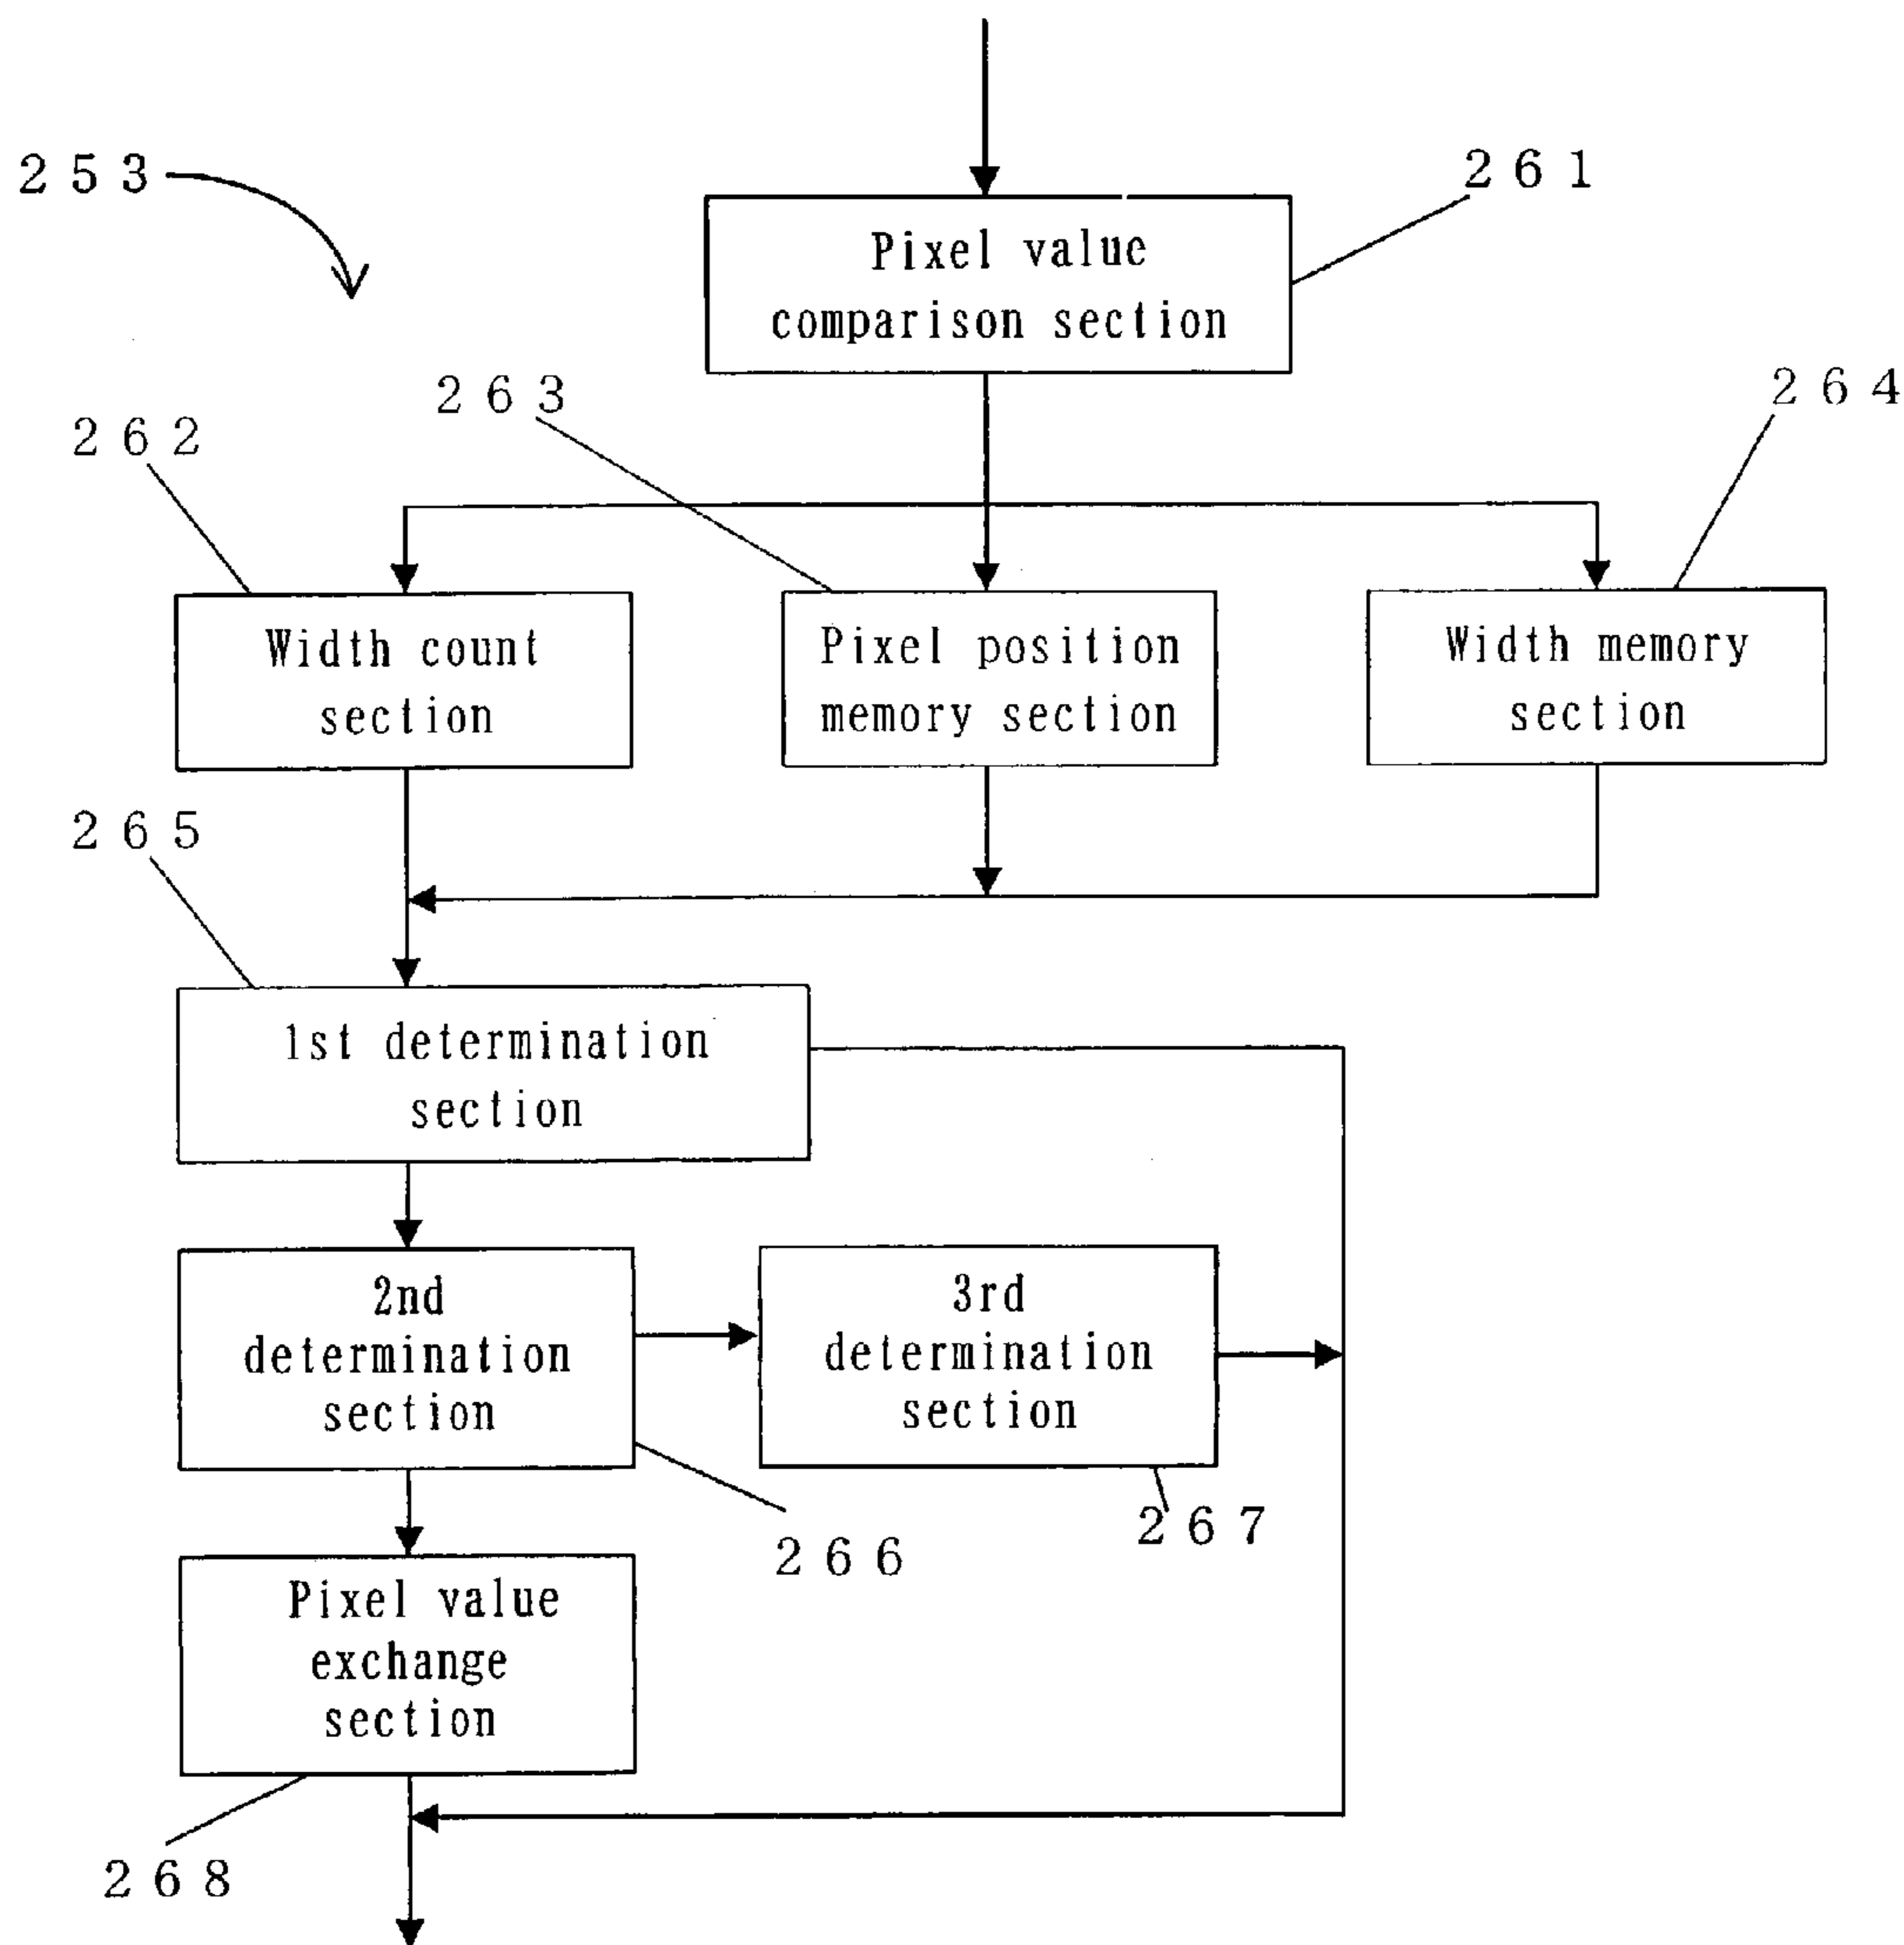 253
261
Pixel value
comparison section
263
264
262
Width count
section
Pixel position
memory section
Width memory
section
265
1st determination
section
2nd
determination
section
3rd
determination
section
266
267
Pixel value
exchange
section
268